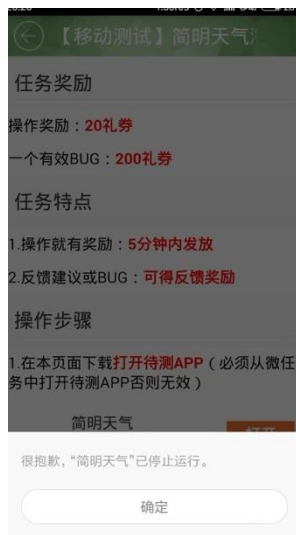 【移动测试】简明天气
任务奖励
操作奖励：20礼券
一个有效BUG：200礼券
任务特点
1.操作就有奖励：5分钟内发放
2.反馈建议或BUG：可得反馈奖励
操作步骤
1.在本页面下载打开待测APP（必须从微任
务中打开待测APP否则无效）
简明天气
打开
很抱歉，“简明天气”已停止运行。
确定